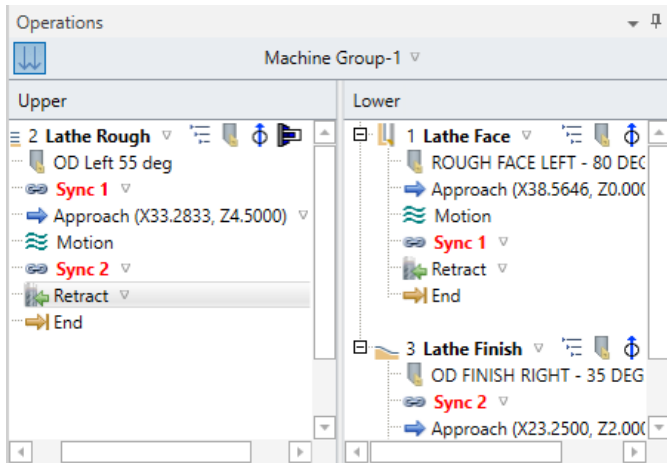 Operations
Machine Group-1
Upper
2 Lathe Rough
OD Left 55 deg
Sync 1
Approach (X33.2833, Z4.5000)
Motion
Sync 2
Retract
End
Lower
1 Lathe Face
ROUGH FACE LEFT - 80 DEG
Approach (X38.5646, Z0.000
Motion
Sync 1
Retract
End
3 Lathe Finish
OD FINISH RIGHT - 35 DEG
Sync 2
Approach (X23.2500, Z2.000